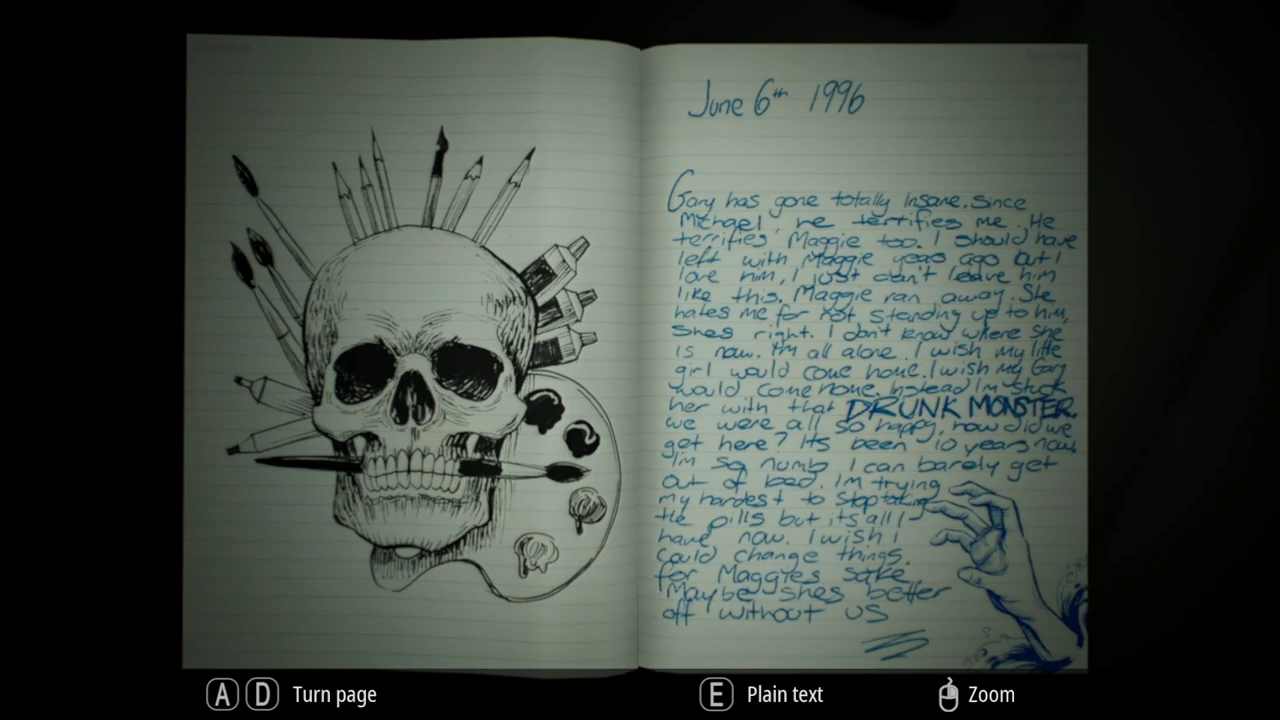 June 6th 1996
Gary has gone totally Insane. Since
Michael, he terrifies me. He
terrifies Maggie too. I should have
left with Maggie years ago but I
love him, I just can't leave him
like this. Maggie ran away. She
hates me for not standing up to him,
Shes right. I don't know where she
is now. I'm all alone. I wish my little
girl would come home. I wish my Gary
would come home. Instead Im stuck
her with that DRUNK MONSTER.
we were all so happy, how did we
get here? Its been 10 years now,
I'm so numb I can barely get
out of bed. Im trying
my hardest to stop taking
the pills but its all I
have now. I wish I
could change things.
for Maggies sake.
Maybe shes better
off without us
A D Turn page
E Plain text
Zoom